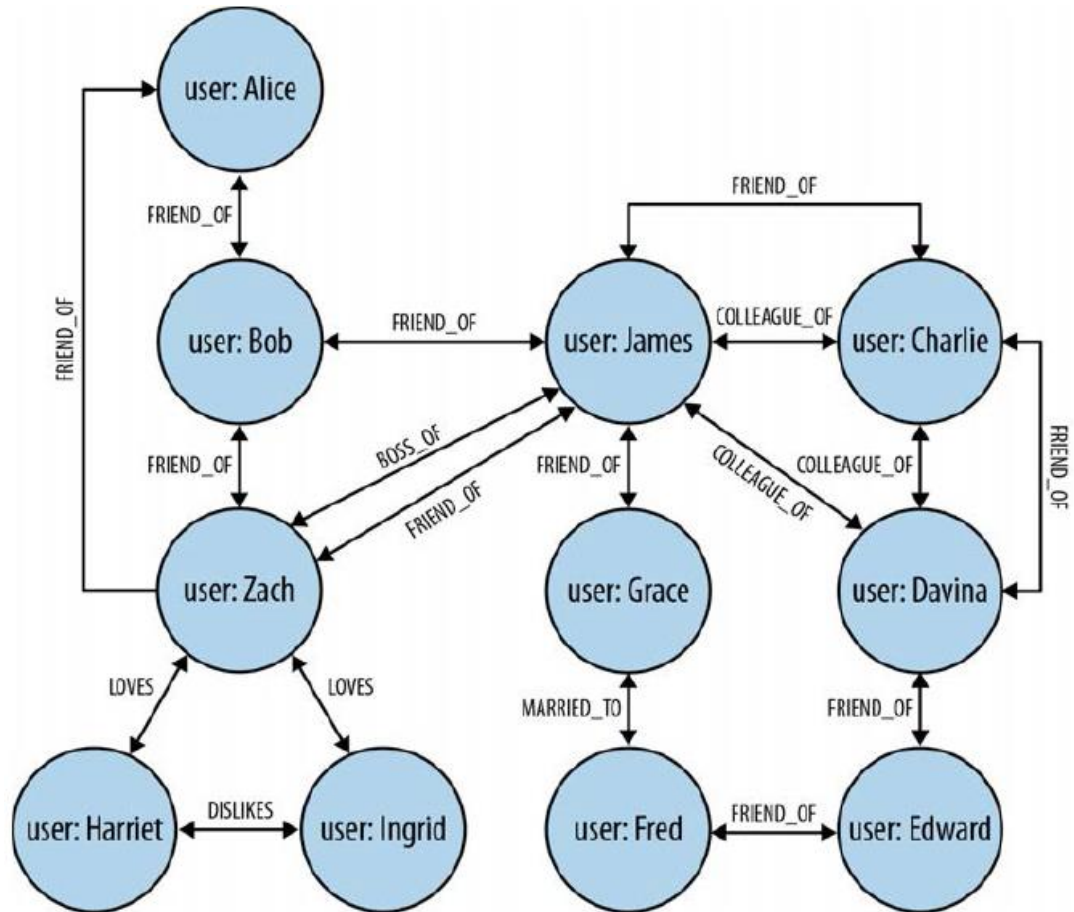 user: Alice
FRIEND_OF
FRIEND_OF
FRIEND_OF
user: Bob
FRIEND_OF
user: James
COLLEAGUE_OF
user: Charlie
FRIEND_OF
BOSS_OF
FRIEND_OF
FRIEND_OF
COLLEAGUE_OF
COLLEAGUE_OF
FRIEND_OF
user: Zach
user: Grace
user: Davina
LOVES
LOVES
MARRIED_TO
FRIEND_OF
user: Harriet
DISLIKES
user: Ingrid
user: Fred
FRIEND_OF
user: Edward